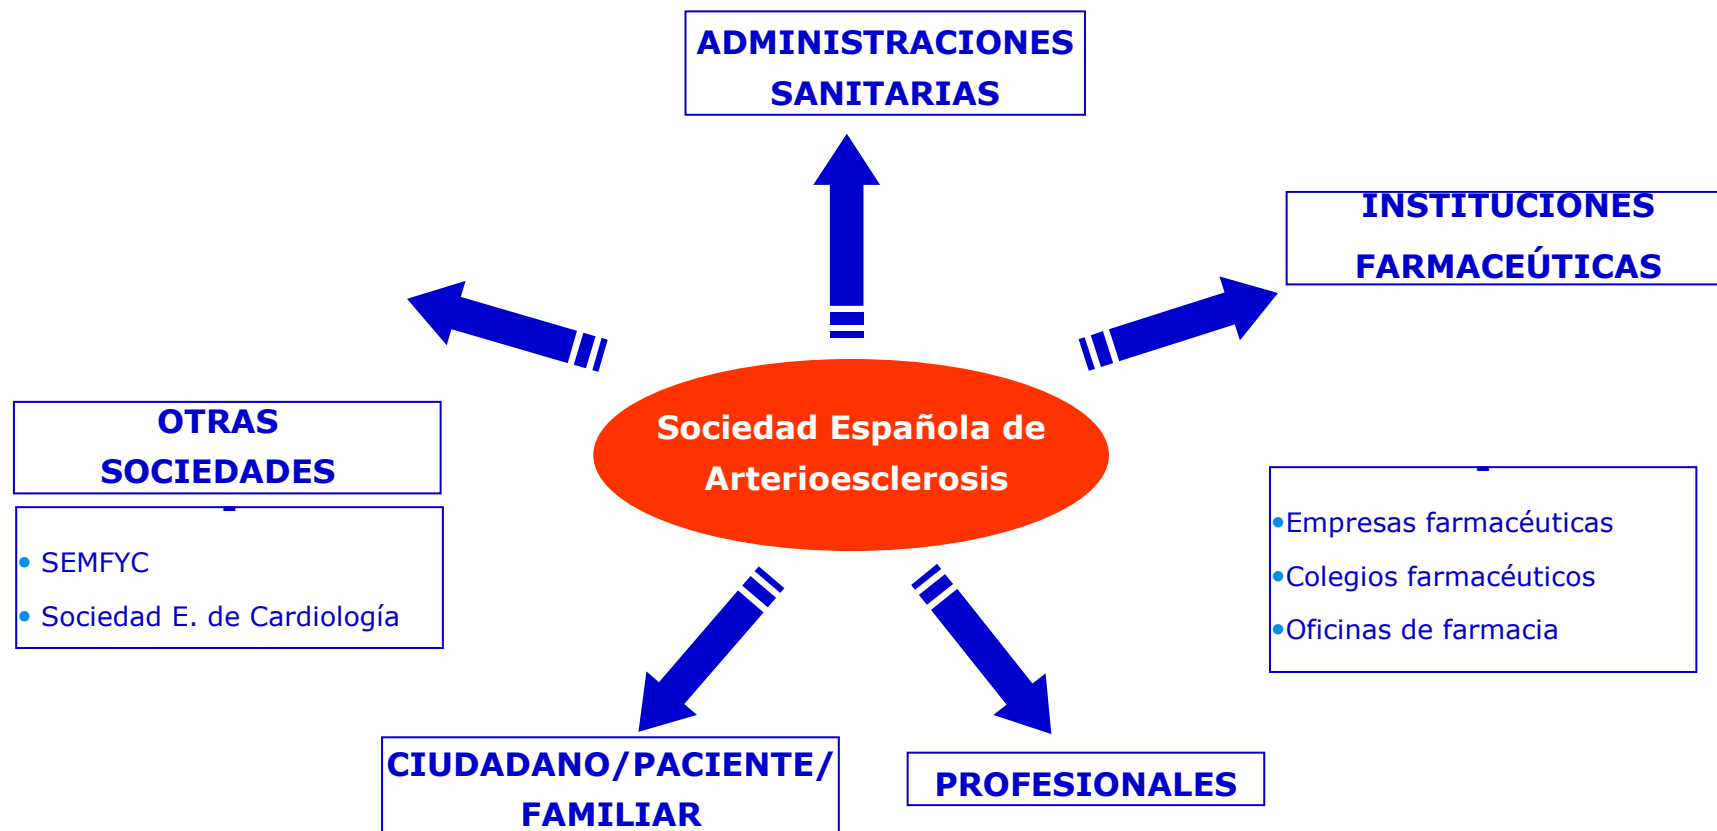 ADMINISTRACIONES
SANITARIAS
INSTITUCIONES
FARMACEÚTICAS
OTRAS
SOCIEDADES
-
• SEMFYC
• Sociedad E. de Cardiología
Sociedad Española de
Arterioesclerosis
-
•Empresas farmacéuticas
•Colegios farmacéuticos
•Oficinas de farmacia
CIUDADANO/PACIENTE/
FAMILIAR
PROFESIONALES